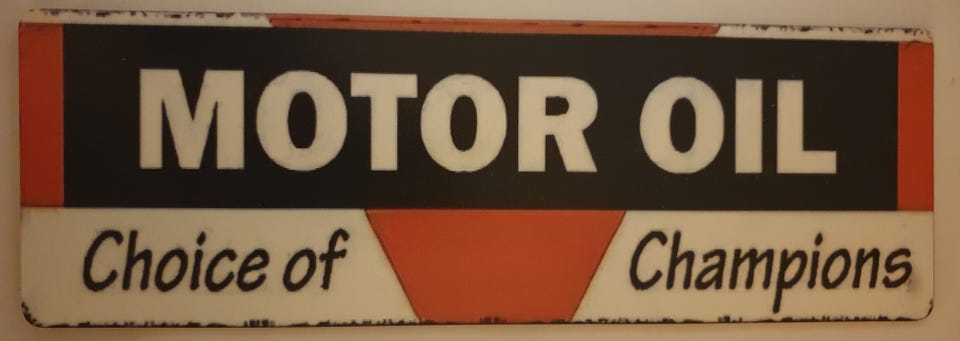 MOTOR OIL
Choice of Champions